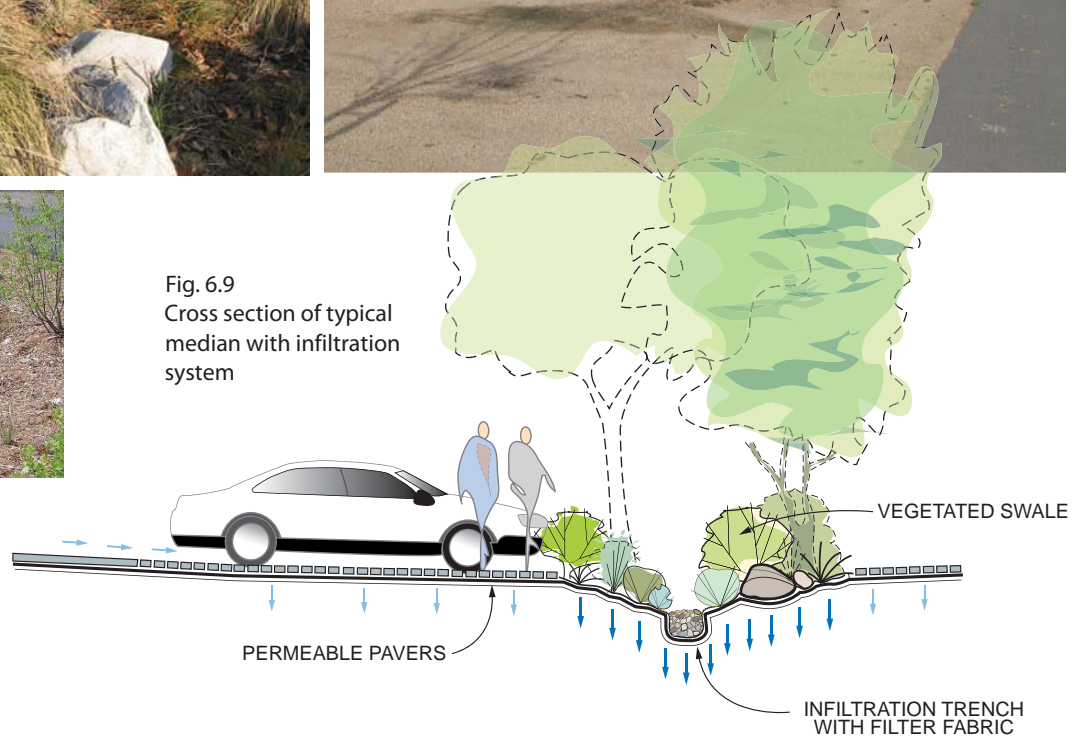 Fig. 6.9
Cross section of typical
median with infiltration
system
VEGETATED SWALE
PERMEABLE PAVERS
INFILTRATION TRENCH
WITH FILTER FABRIC